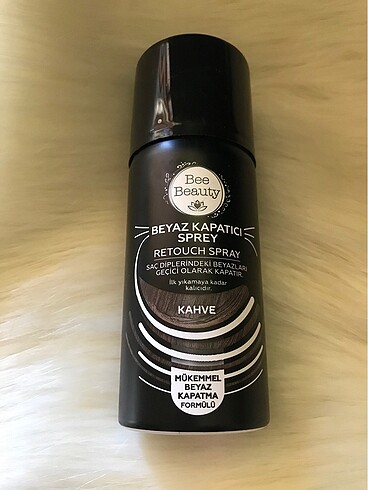 Bee
Beauty
BEYAZ KAPATICI
SPREY
RETOUCH SPRAY
SAÇ DİPLERİNDEKİ BEYAZLARI
GEÇİCİ OLARAK KAPATIR.
İlk yıkamaya kadar
kalıcıdır.
KAHVE
MÜKEMMEL
BEYAZ
KAPATMA
FORMÜLÜ